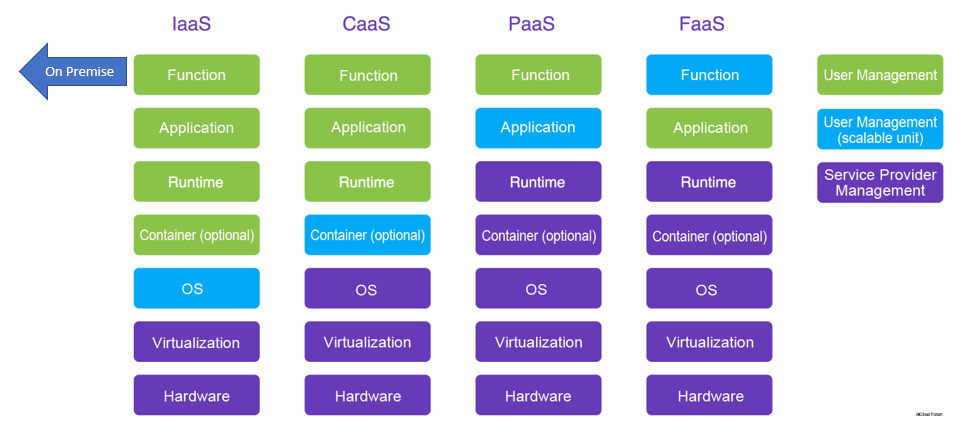 IaaS CaaS PaaS FaaS
On Premise Function Function Function Function User Management
Application Application Application Application User Management
(scalable unit)
Runtime Runtime Runtime Runtime Service Provider
Management
Container (optional) Container (optional) Container (optional) Container (optional)
OS OS OS OS
Virtualization Virtualization Virtualization Virtualization
Hardware Hardware Hardware Hardware
AllCloud Forum